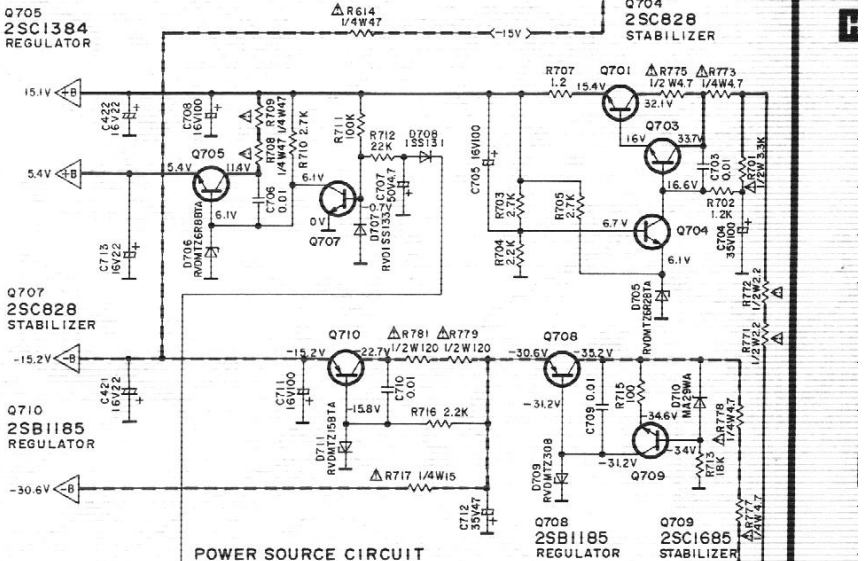 Q705
2SC1384
REGULATOR
R614
1/4W47
-15V
Q704
2SC828
STABILIZER
H
15.1V +B
C422
16V22
C708
16V100
R709
1/4W47
R708
1/4W47
R710 2.7K
R711
100K
R712
22K
D708
1SS131
C705 16V100
R707
1.2
15.4V
Q701
R775
1/2W4.7
R773
1/4W4.7
32.1V
16V
Q703
33.7V
5.4V +B
5.4V
Q705
11.4V
C706
0.01
6.1V
6.1V
0V
Q707
-0.7V
D707
RVD1SS133
C707
50V4.7
R703
2.7K
R705
2.7K
R704
2.2K
16.6V
C703
0.01
R701
1/2W3.3K
R702
1.2K
C704
35V100
6.7V
Q704
6.1V
C713
16V22
D706
RVDMTZ6R8BTA
D705
RVDMTZ6R2BTA
R772
1/2W2.2
R771
1/2W2.2
Q707
2SC828
STABILIZER
-15.2V -B
C421
16V22
-15.2V
Q710
-22.7V
R781
1/2W120
R779
1/2W120
C711
16V100
C710
0.01
-15.8V
R716 2.2K
D711
RVDMTZ15BTA
-30.6V
Q708
-35.2V
-31.2V
C709 0.01
R715
100
D710
MA29WA
-34.6V
-34V
R778
1/4W4.7
R713
18K
Q709
-31.2V
D709
RVDMTZ30B
Q710
2SB1185
REGULATOR
-30.6V -B
R717 1/4W15
C712
35V47
R777
1/4W4.7
Q708
2SB1185
REGULATOR
Q709
2SC1685
STABILIZER
POWER SOURCE CIRCUIT